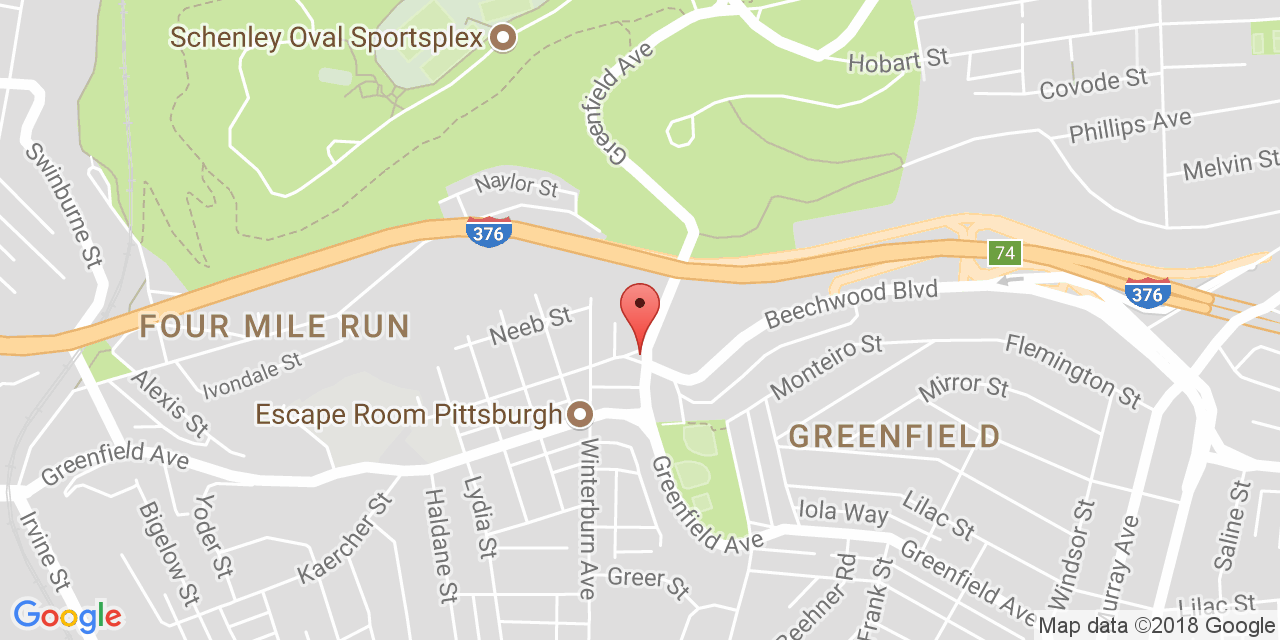 Schenley Oval Sportsplex
Greenfield Ave
Hobart St
Covode St
Phillips Ave
Melvin St
Swinburne St
Naylor St
376
74
376
Beechwood Blvd
FOUR MILE RUN
Neeb St
Ivondale St
Monteiro St
Flemington St
Mirror St
Alexis St
Escape Room Pittsburgh
GREENFIELD
Greenfield Ave
Winterburn Ave
Greenfield Ave
Yoder St
Bigelow St
Kaercher St
Haldane St
Lydia St
Iola Way
Lilac St
Windsor St
Murray Ave
Saline St
Irvine St
Greer St
Beehner Rd
Frank St
Greenfield Ave
Lilac St
Google
Map data ©2018 Google